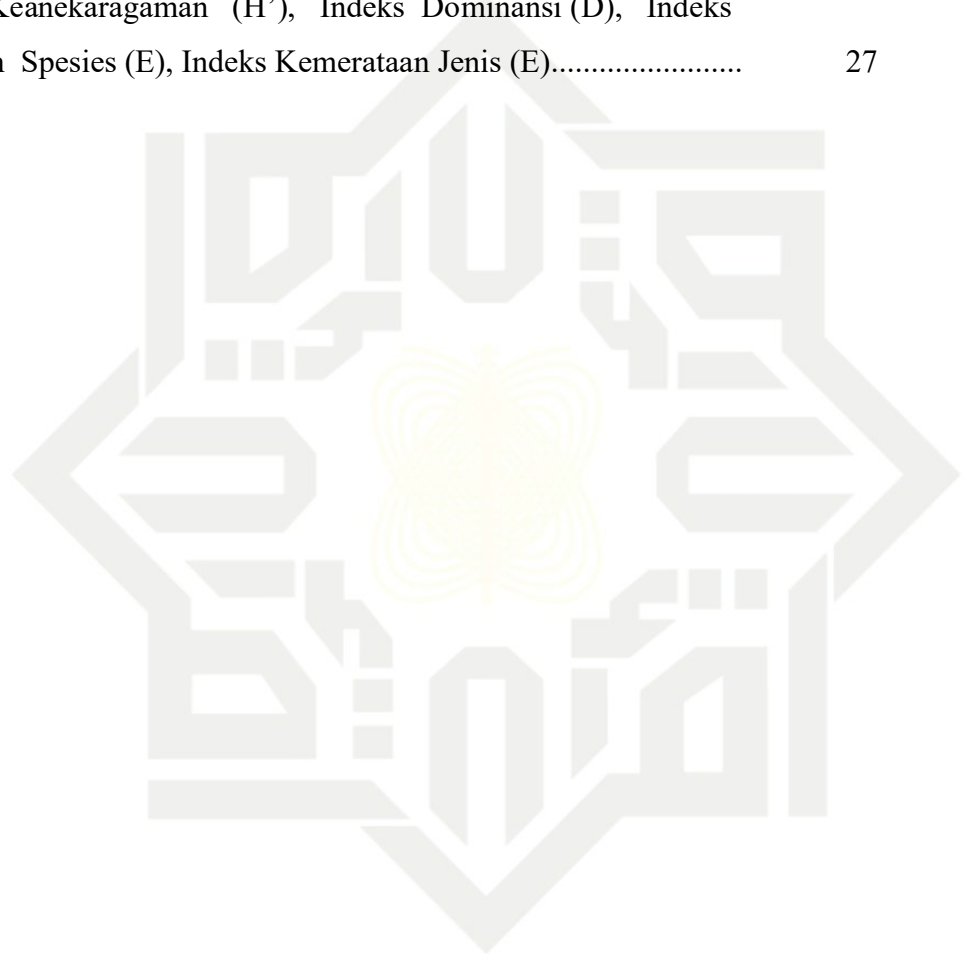 Keanekaragaman (H’), Indeks Dominansi (D), Indeks
Spesies (E), Indeks Kemerataan Jenis (E)........................ 27